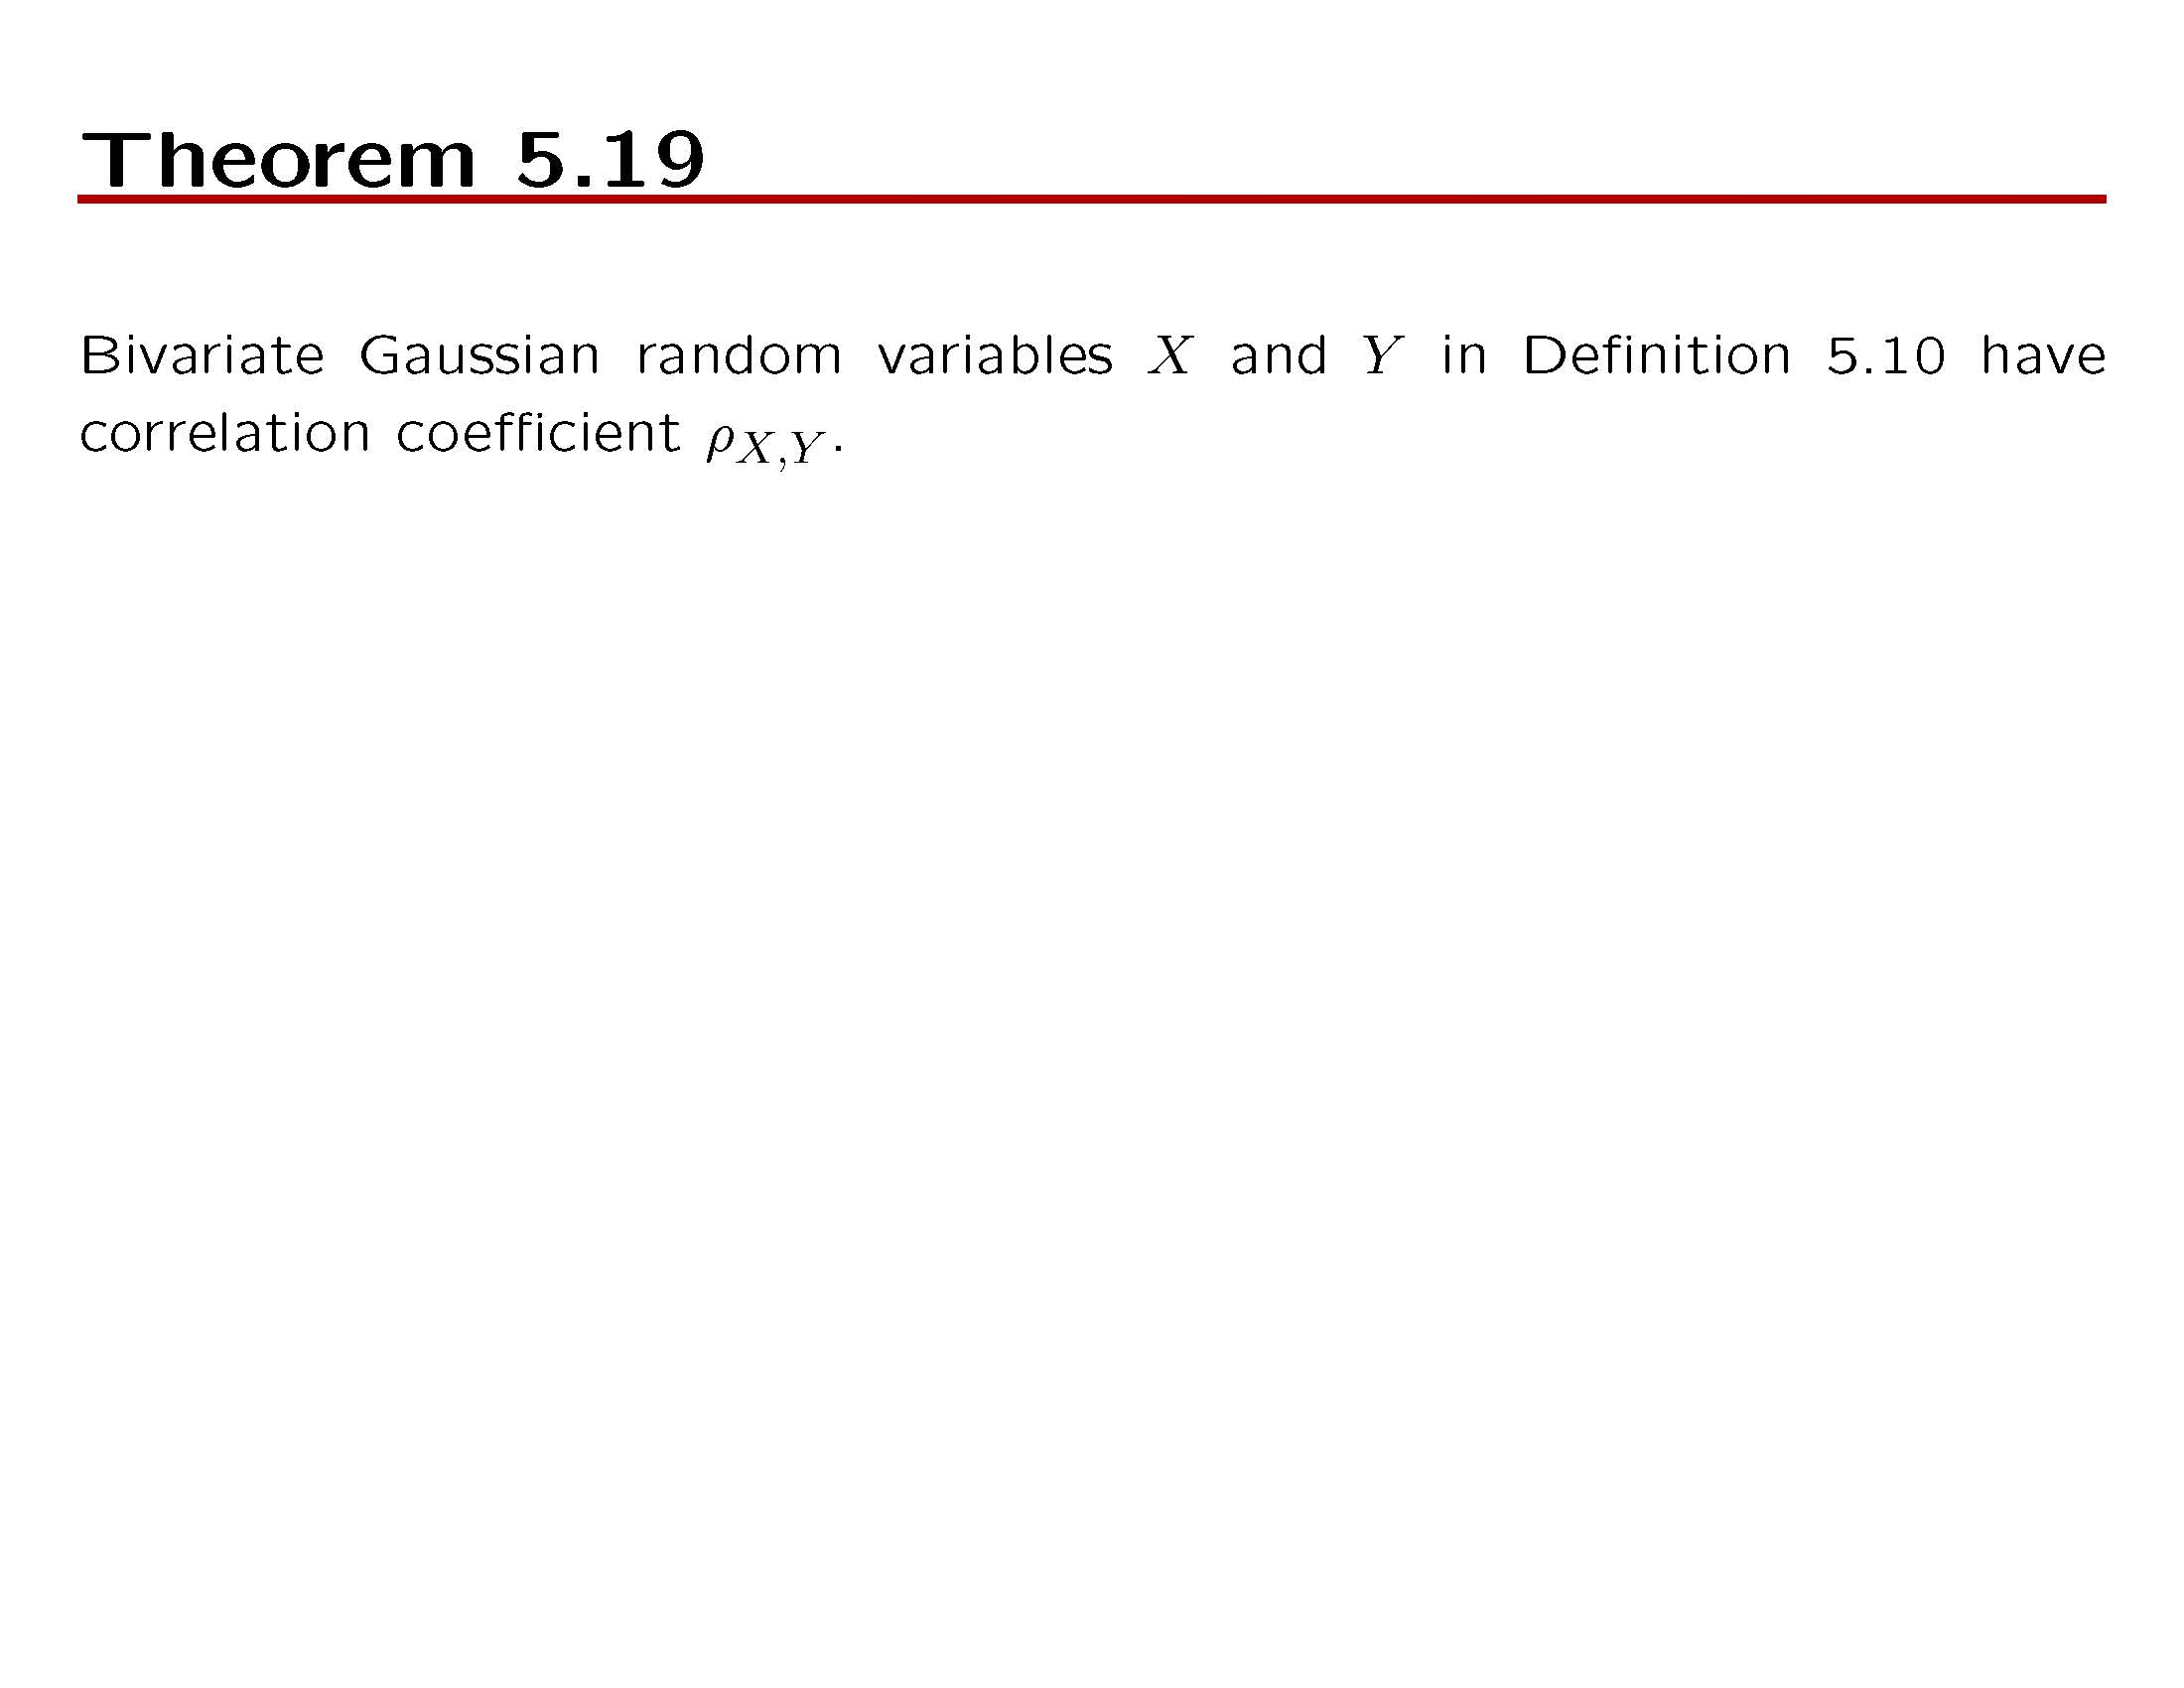 Theorem 5.19
Bivariate Gaussian random variables X and Y in Definition 5.10 have
correlation coefficient ρX,Y.